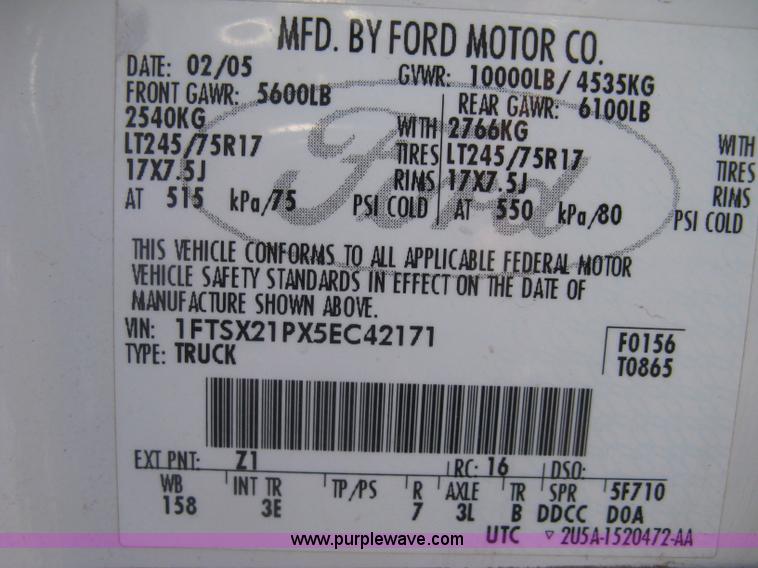 MFD. BY FORD MOTOR CO.
DATE: 02/05 GVWR: 10000LB/ 4535KG
FRONT GAWR: 5600LB REAR GAWR: 6100LB
2540KG WITH 2766KG WITH
LT245/75R17 TIRES LT245/75R17 TIRES
17X7.5J RIMS 17X7.5J RIMS
AT 515 kPa/75 PSI COLD AT 550 kPa/80 PSI COLD
Ford
THIS VEHICLE CONFORMS TO ALL APPLICABLE FEDERAL MOTOR
VEHICLE SAFETY STANDARDS IN EFFECT ON THE DATE OF
MANUFACTURE SHOWN ABOVE.
VIN: 1FTSX21PX5EC42171 F0156
TYPE: TRUCK T0865
EXT PNT: Z1 RC: 16 DSO:
WB INT TR TP/PS R AXLE TR SPR 5F710
158 3E 7 3L B DDCC D0A
www.purplewave.com UTC ▽ 2U5A-1520472-AA